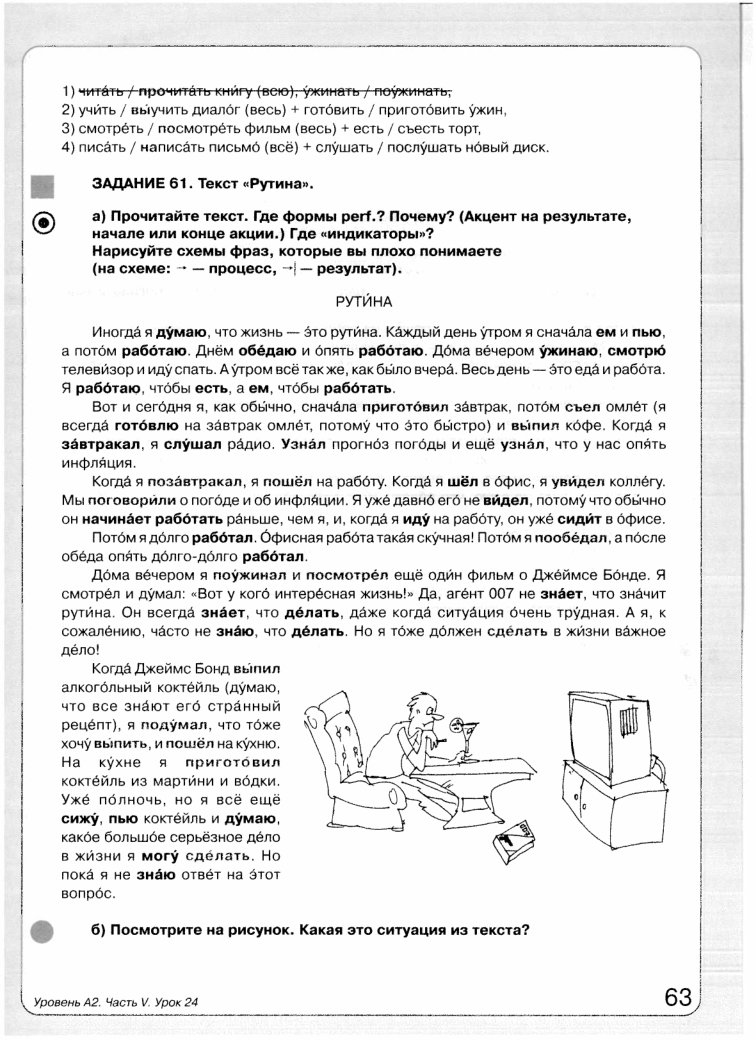 1) чита́ть / прочита́ть кни́гу (всю), у́жинать / поу́жинать,
2) учи́ть / вы́учить диало́г (весь) + гото́вить / пригото́вить у́жин,
3) смотре́ть / посмотре́ть фильм (весь) + есть / съесть торт,
4) писа́ть / написа́ть письмо́ (всё) + слу́шать / послу́шать но́вый диск.
ЗАДАНИЕ 61. Текст «Рутина».
а) Прочитайте текст. Где формы perf.? Почему? (Акцент на результате,
начале или конце акции.) Где «индикаторы»?
Нарисуйте схемы фраз, которые вы плохо понимаете
(на схеме: → — процесс, →| — результат).
РУТИ́НА
Иногда́ я ду́маю, что жизнь — э́то рути́на. Ка́ждый день у́тром я снача́ла ем и пью,
а пото́м рабо́таю. Днём обе́даю и опя́ть рабо́таю. До́ма ве́чером у́жинаю, смотрю́
телеви́зор и иду́ спать. А у́тром всё так же, как бы́ло вчера́. Весь день — э́то еда́ и рабо́та.
Я рабо́таю, что́бы есть, а ем, что́бы рабо́тать.
Вот и сего́дня я, как обы́чно, снача́ла пригото́вил за́втрак, пото́м съел омле́т (я
всегда́ гото́влю на за́втрак омле́т, потому́ что э́то бы́стро) и вы́пил ко́фе. Когда́ я
за́втракал, я слу́шал ра́дио. Узна́л прогно́з пого́ды и ещё узна́л, что у нас опя́ть
инфля́ция.
Когда́ я поза́втракал, я пошёл на рабо́ту. Когда́ я шёл в о́фис, я уви́дел колле́гу.
Мы поговори́ли о пого́де и об инфля́ции. Я уже́ давно́ его́ не ви́дел, потому́ что обы́чно
он начина́ет рабо́тать ра́ньше, чем я, и, когда́ я иду́ на рабо́ту, он уже́ сиди́т в о́фисе.
Пото́м я до́лго рабо́тал. О́фисная рабо́та така́я ску́чная! Пото́м я пообе́дал, а по́сле
обе́да опя́ть до́лго-до́лго рабо́тал.
До́ма ве́чером я поу́жинал и посмотре́л ещё оди́н фильм о Дже́ймсе Бо́нде. Я
смотре́л и ду́мал: «Вот у кого́ интере́сная жизнь!» Да, аге́нт 007 не зна́ет, что зна́чит
рути́на. Он всегда́ зна́ет, что де́лать, да́же когда́ ситуа́ция о́чень тру́дная. А я, к
сожале́нию, ча́сто не зна́ю, что де́лать. Но я то́же до́лжен сде́лать в жи́зни ва́жное
де́ло!
Когда́ Джеймс Бонд вы́пил
алкого́льный кокте́йль (ду́маю,
что все зна́ют его́ стра́нный
реце́пт), я поду́мал, что то́же
хочу́ вы́пить, и пошёл на ку́хню.
На ку́хне я пригото́вил
кокте́йль из марти́ни и во́дки.
Уже́ по́лночь, но я всё ещё
сижу́, пью кокте́йль и ду́маю,
како́е большо́е серьёзное де́ло
в жи́зни я могу́ сде́лать. Но
пока́ я не зна́ю отве́т на э́тот
вопро́с.
б) Посмотрите на рисунок. Какая это ситуация из текста?
Уровень А2. Часть V. Урок 24
63